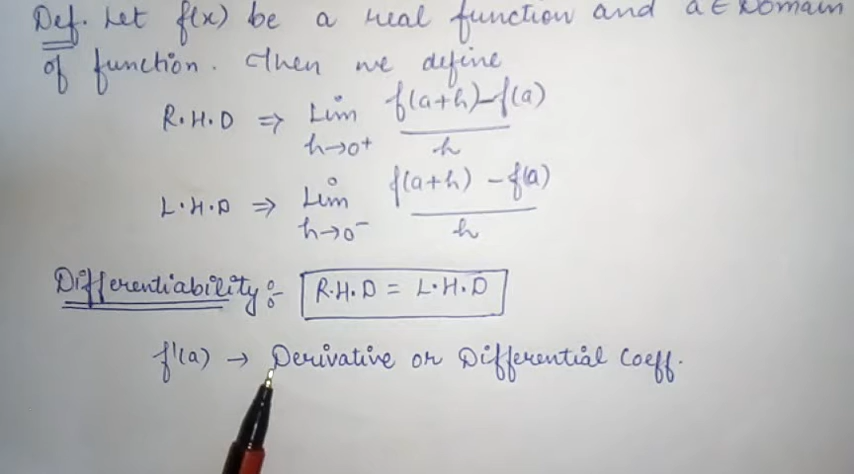 Def. Let f(x) be a real function and a ∈ Domain
of function. Then we define
R.H.D ⇒ Lim h→0⁺ f(a+h)-f(a) / h
L.H.D ⇒ Lim h→0⁻ f(a+h) - f(a) / h
Differentiability :- R.H.D = L.H.D
f'(a) → Derivative or Differential Coeff.